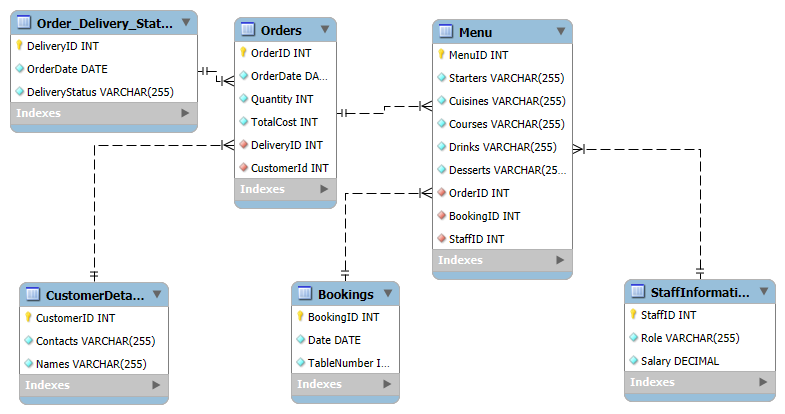 Order_Delivery_Stat...
DeliveryID INT
OrderDate DATE
DeliveryStatus VARCHAR(255)
Indexes
Orders
OrderID INT
OrderDate DA...
Quantity INT
TotalCost INT
DeliveryID INT
CustomerId INT
Indexes
Menu
MenuID INT
Starters VARCHAR(255)
Cuisines VARCHAR(255)
Courses VARCHAR(255)
Drinks VARCHAR(255)
Desserts VARCHAR(25...
OrderID INT
BookingID INT
StaffID INT
Indexes
CustomerDeta...
CustomerID INT
Contacts VARCHAR(255)
Names VARCHAR(255)
Indexes
Bookings
BookingID INT
Date DATE
TableNumber I...
Indexes
StaffInformati...
StaffID INT
Role VARCHAR(255)
Salary DECIMAL
Indexes